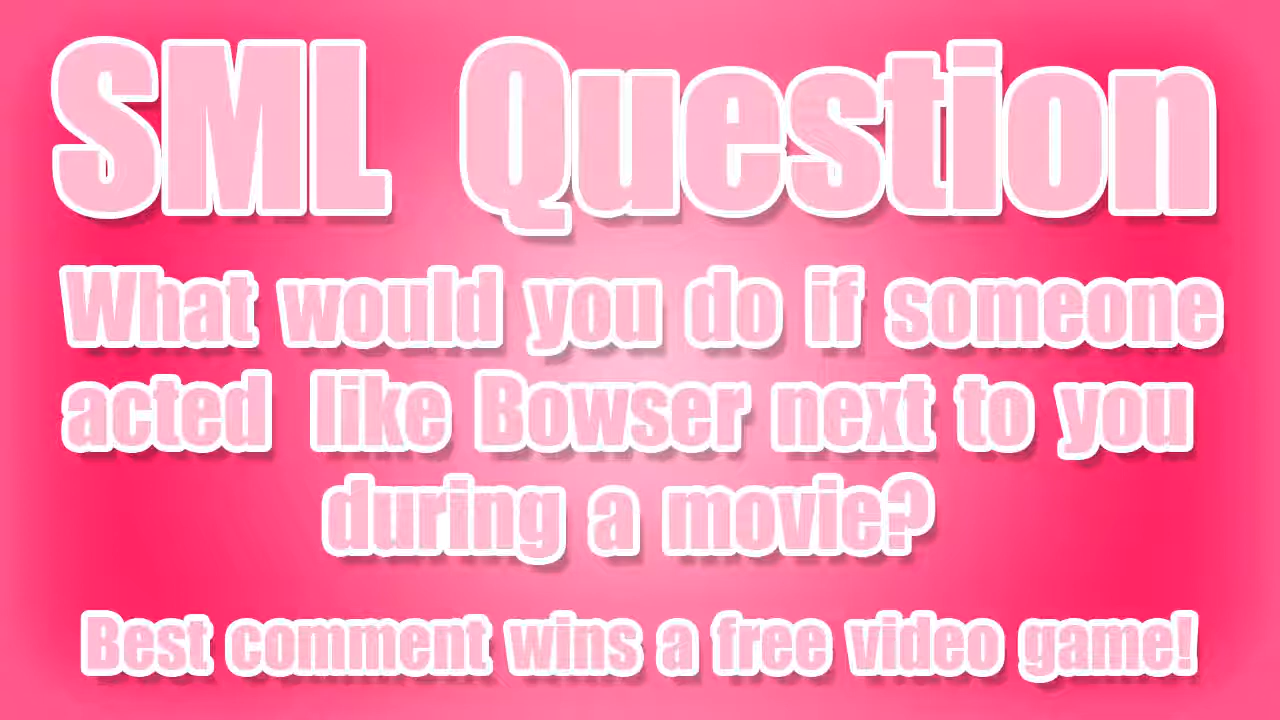 SML Question
What would you do if someone
acted like Bowser next to you
during a movie?
Best comment wins a free video game!